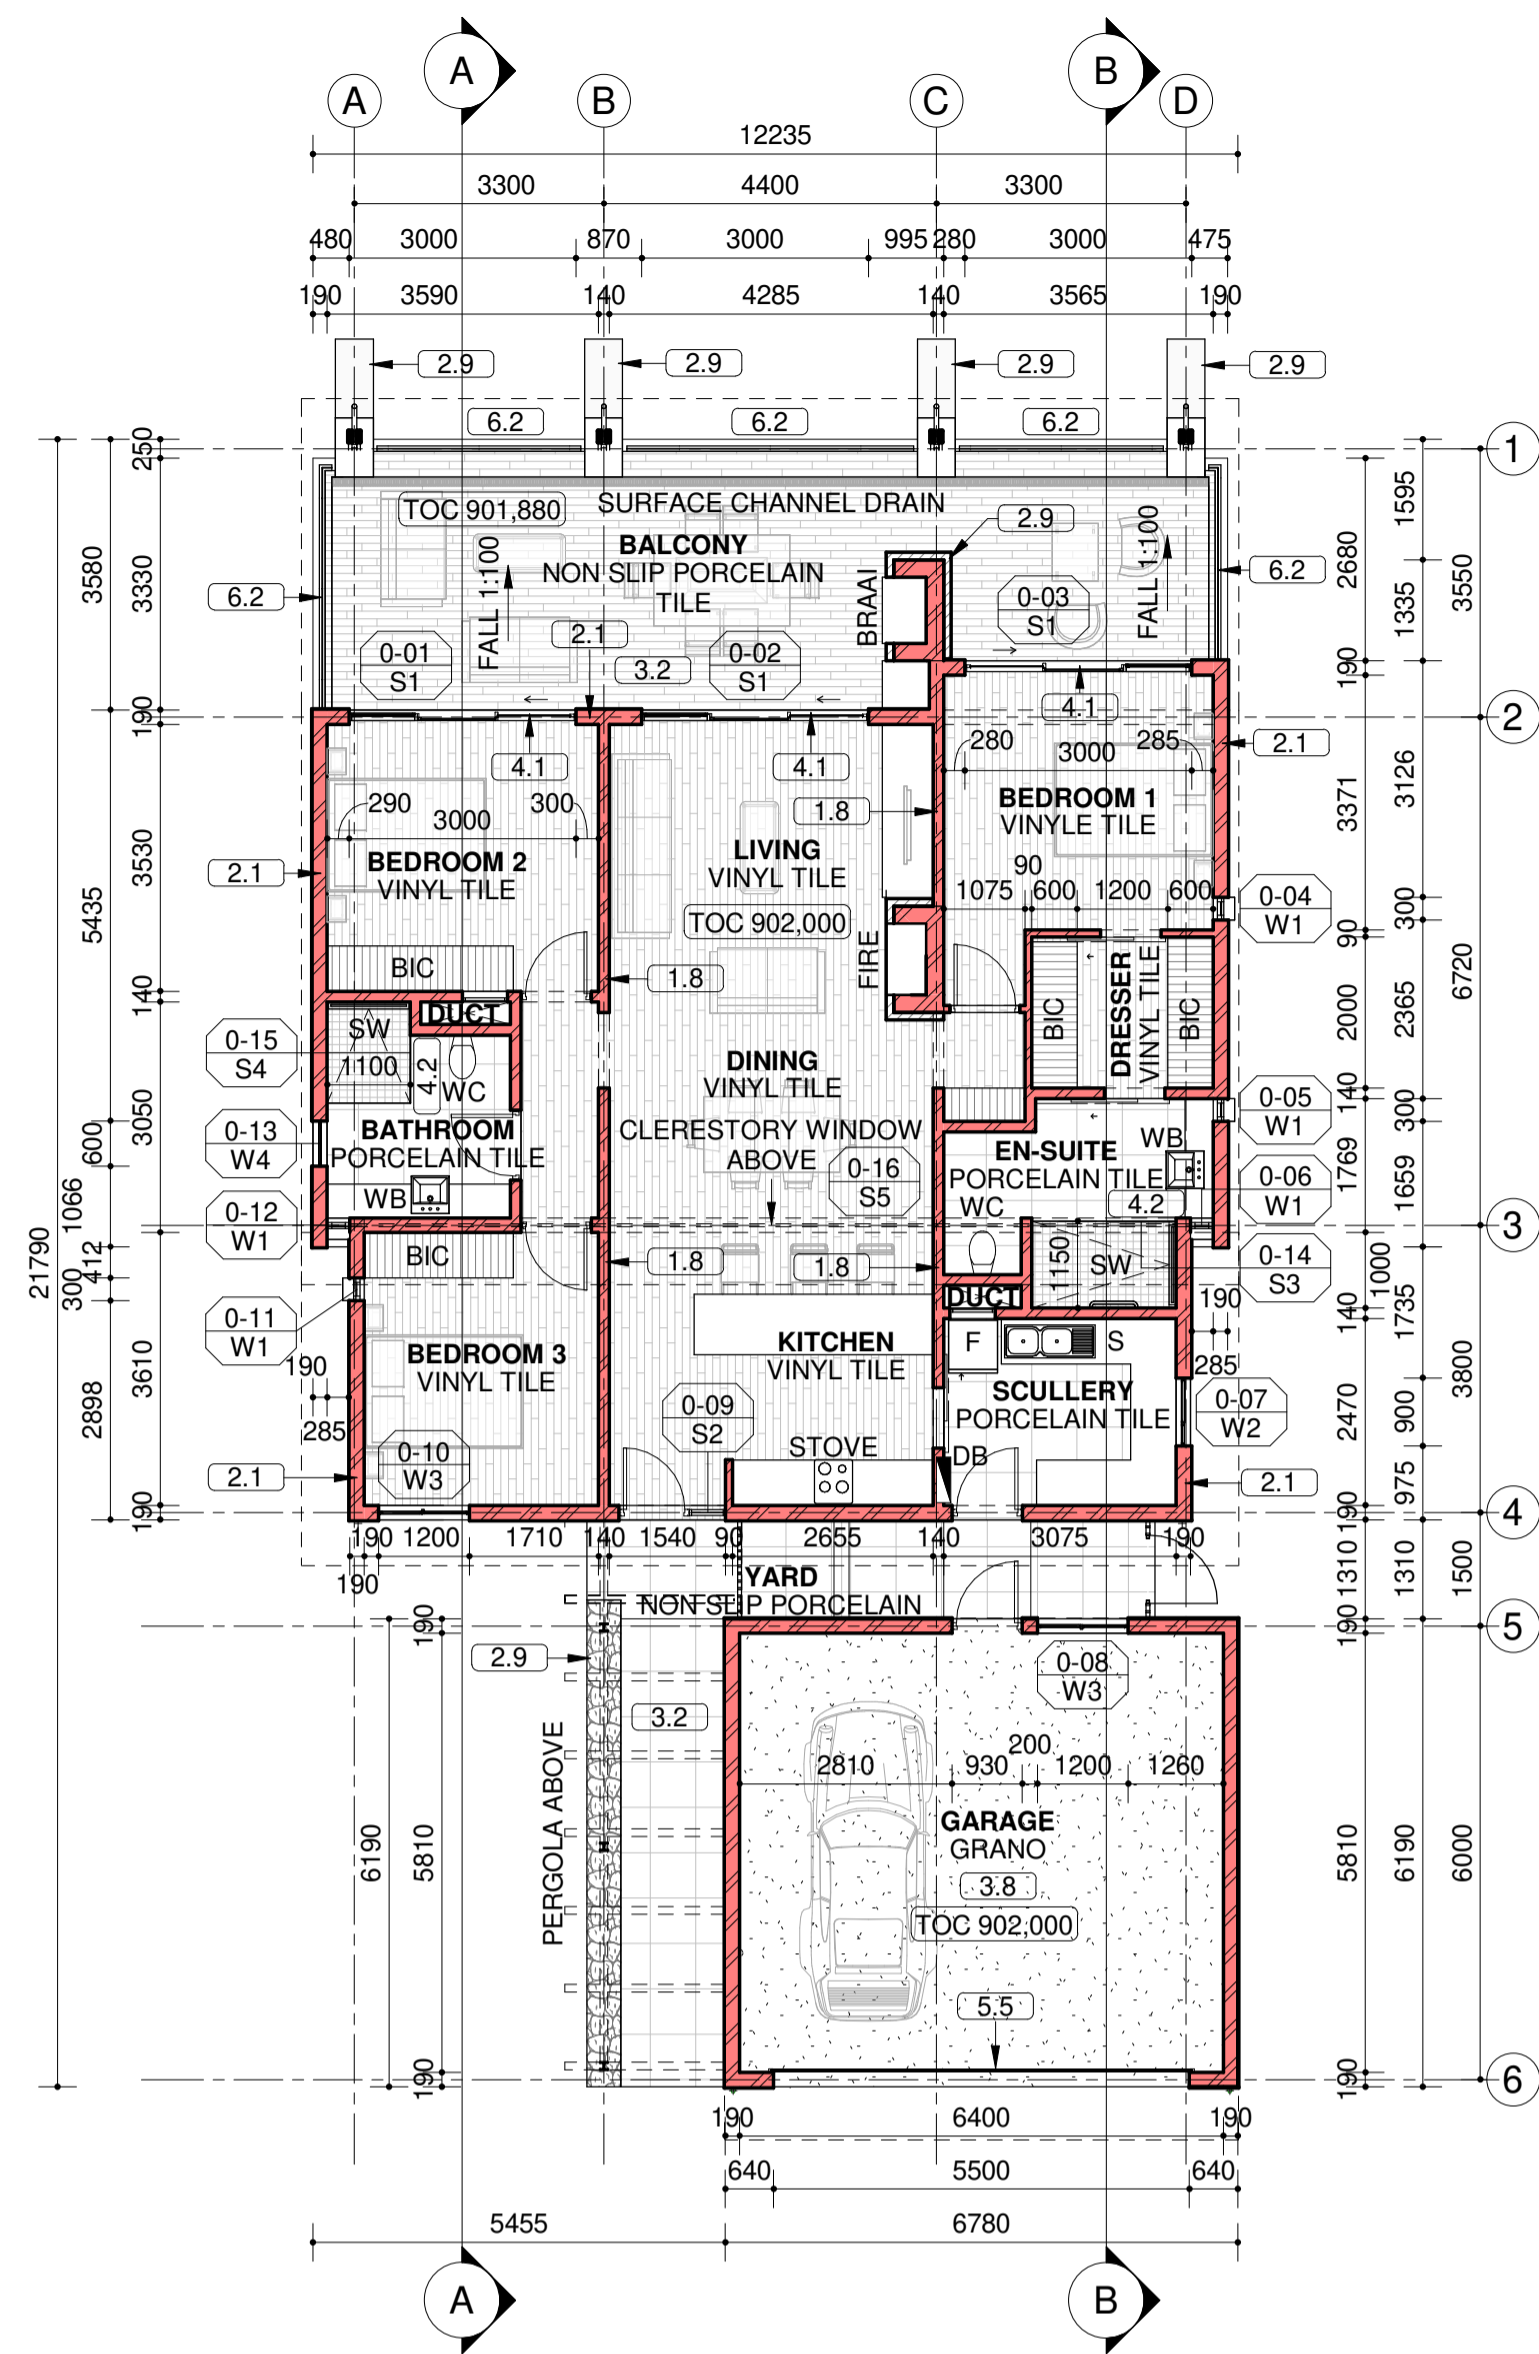 A
B
A
B
C
D
12235
3300
4400
3300
480
3000
870
3000
995
280
3000
475
190
3590
140
4285
140
3565
190
2.9
2.9
2.9
2.9
6.2
6.2
6.2
1
250
1595
TOC 901,880
SURFACE CHANNEL DRAIN
2.9
BALCONY
NON SLIP PORCELAIN
TILE
FALL 1:100
FALL 1:100
BRAAI
3580
3330
2680
1335
3550
6.2
6.2
0-03
S1
2.1
0-01
S1
3.2
0-02
S1
190
190
4.1
2
4.1
4.1
2.1
280
3000
285
290
3000
300
1.8
BEDROOM 1
VINYLE TILE
3371
3126
BEDROOM 2
VINYL TILE
LIVING
VINYL TILE
2.1
3530
5435
90
1075
600
1200
600
0-04
W1
300
TOC 902,000
90
FIRE
6720
BIC
1.8
DRESSER
VINYL TILE
BIC
BIC
2000
2365
140
DUCT
SW
1100
4.2
WC
0-15
S4
DINING
VINYL TILE
140
300
0-05
W1
3050
600
0-13
W4
BATHROOM
PORCELAIN TILE
CLERESTORY WINDOW
ABOVE
0-16
S5
EN-SUITE
PORCELAIN TILE
WB
WC
4.2
0-06
W1
1769
1659
WB
1066
0-12
W1
3
BIC
412
1.8
1.8
1150
SW
0-14
S3
1000
21790
300
0-11
W1
DUCT
190
140
1735
BEDROOM 3
VINYL TILE
KITCHEN
VINYL TILE
F
S
190
285
285
3610
2898
0-09
S2
SCULLERY
PORCELAIN TILE
0-07
W2
2470
900
3800
0-10
W3
STOVE
DB
2.1
2.1
975
190
190
4
190
1200
1710
140
1540
90
2655
140
3075
190
190
1310
1310
1500
YARD
NON SLIP PORCELAIN
190
190
5
2.9
0-08
W3
3.2
PERGOLA ABOVE
200
2810
930
1200
1260
GARAGE
GRANO
3.8
TOC 902,000
6190
5810
5810
6190
6000
5.5
190
190
6
190
6400
190
640
5500
640
5455
6780
A
B